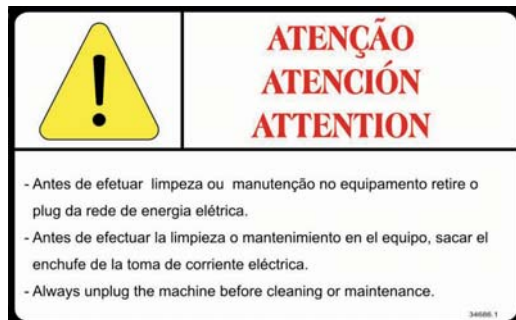 ATENÇÃO
ATENCIÓN
ATTENTION
- Antes de efetuar limpeza ou manutenção no equipamento retire o
plug da rede de energia elétrica.
- Antes de efectuar la limpieza o mantenimiento en el equipo, sacar el
enchufe de la toma de corriente eléctrica.
- Always unplug the machine before cleaning or maintenance.
34686.1